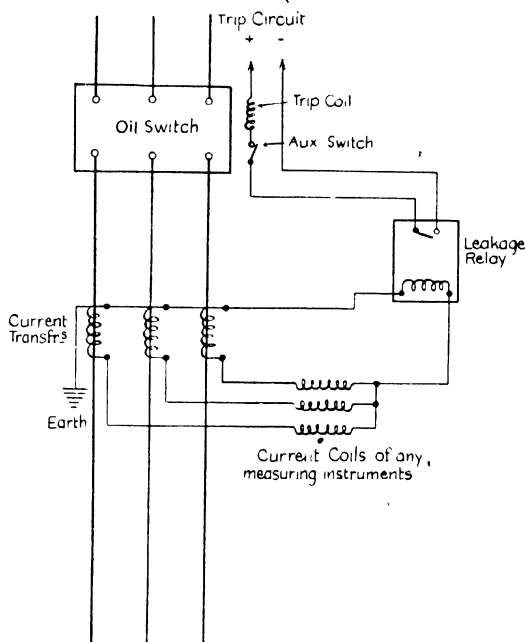 Trip Circuit
+ -
Trip Coil
Oil Switch
Aux Switch
Leakage
Relay
Current
Transfrs
Earth
Current Coils of any
measuring instruments